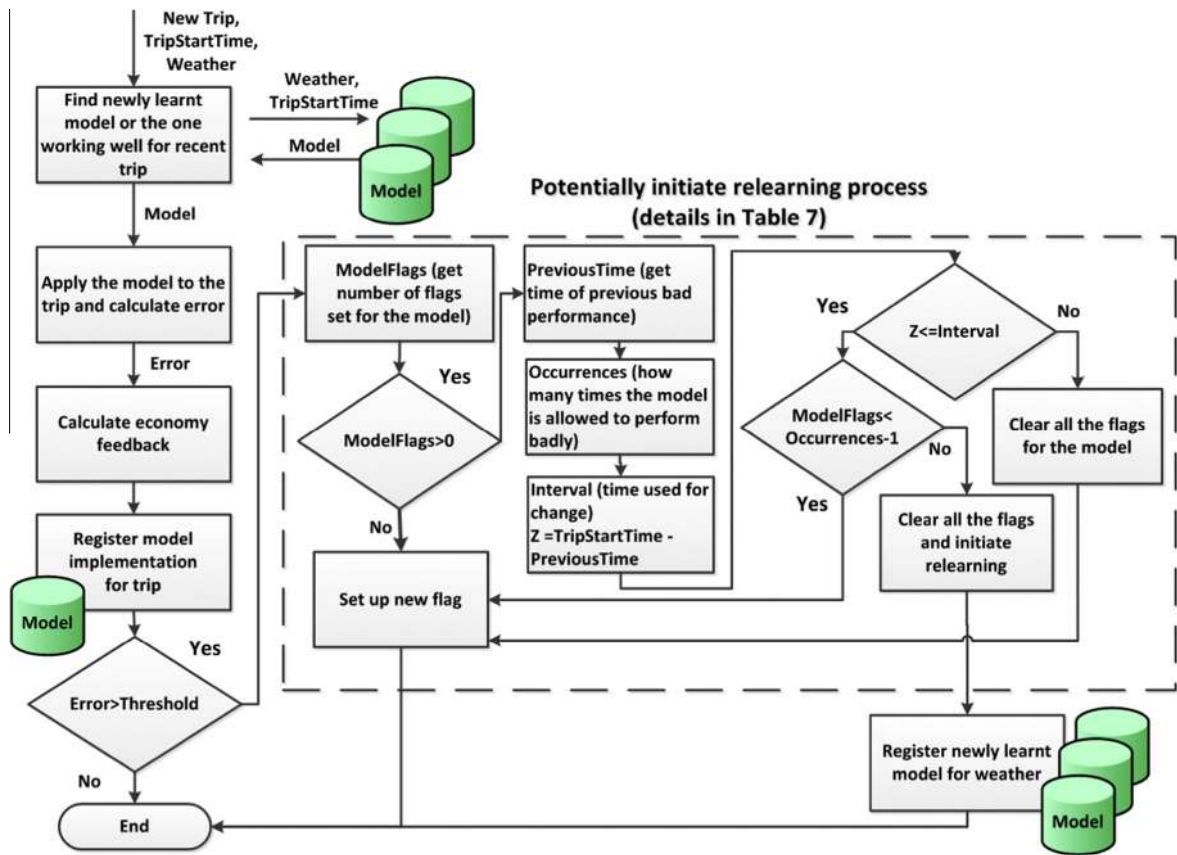 New Trip,
TripStartTime,
Weather
Find newly learnt
model or the one
working well for recent
trip
Weather,
TripStartTime
Model
Model
Model
Apply the model to the
trip and calculate error
Error
Calculate economy
feedback
Register model
implementation
for trip
Model
Yes
Error>Threshold
No
End
Potentially initiate relearning process
(details in Table 7)
ModelFlags (get
number of flags
set for the model)
Yes
ModelFlags>0
No
Set up new flag
PreviousTime (get
time of previous bad
performance)
Occurrences (how
many times the model
is allowed to perform
badly)
Interval (time used for
change)
Z =TripStartTime -
PreviousTime
Yes
Z<=Interval
No
ModelFlags<
Occurrences-1
No
Yes
Clear all the flags
for the model
Clear all the flags
and initiate
relearning
Register newly learnt
model for weather
Model